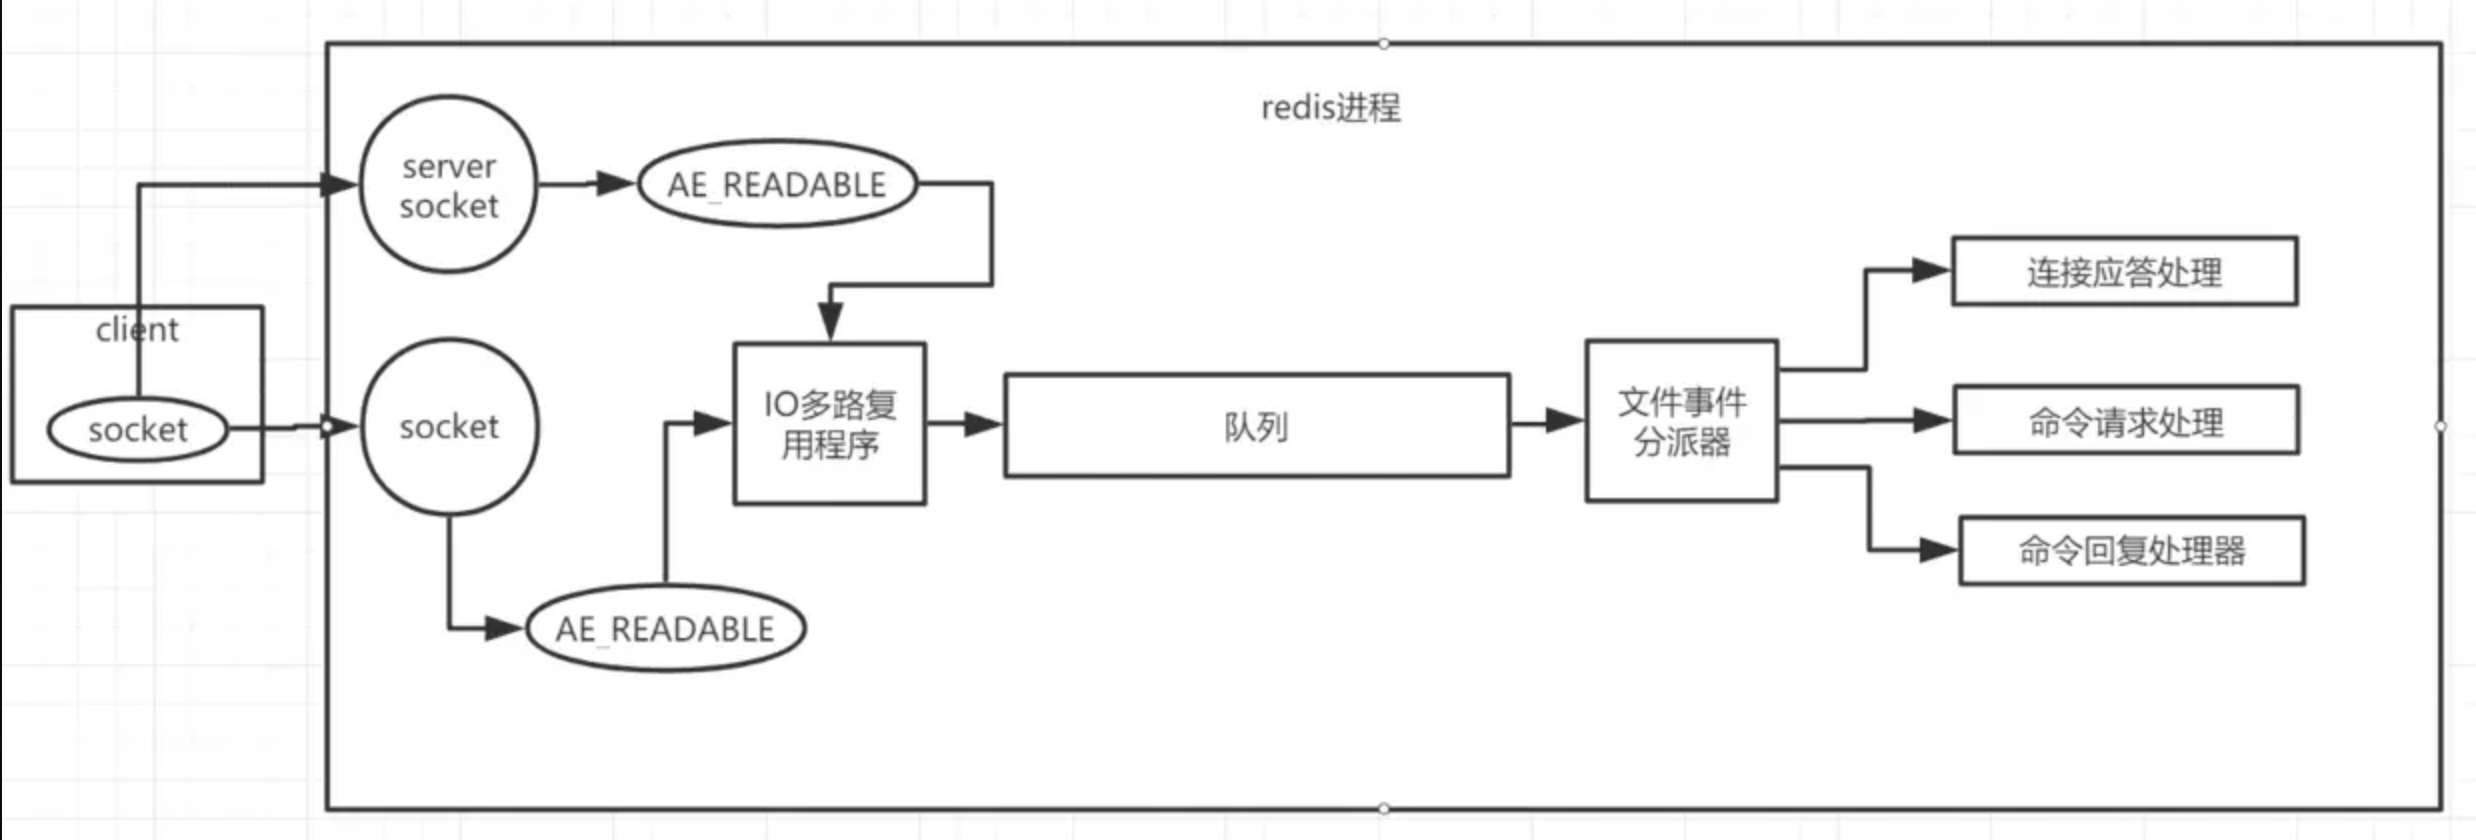 redis进程
server
socket
AE_READABLE
client
socket
socket
AE_READABLE
IO多路复
用程序
队列
文件事件
分派器
连接应答处理
命令请求处理
命令回复处理器